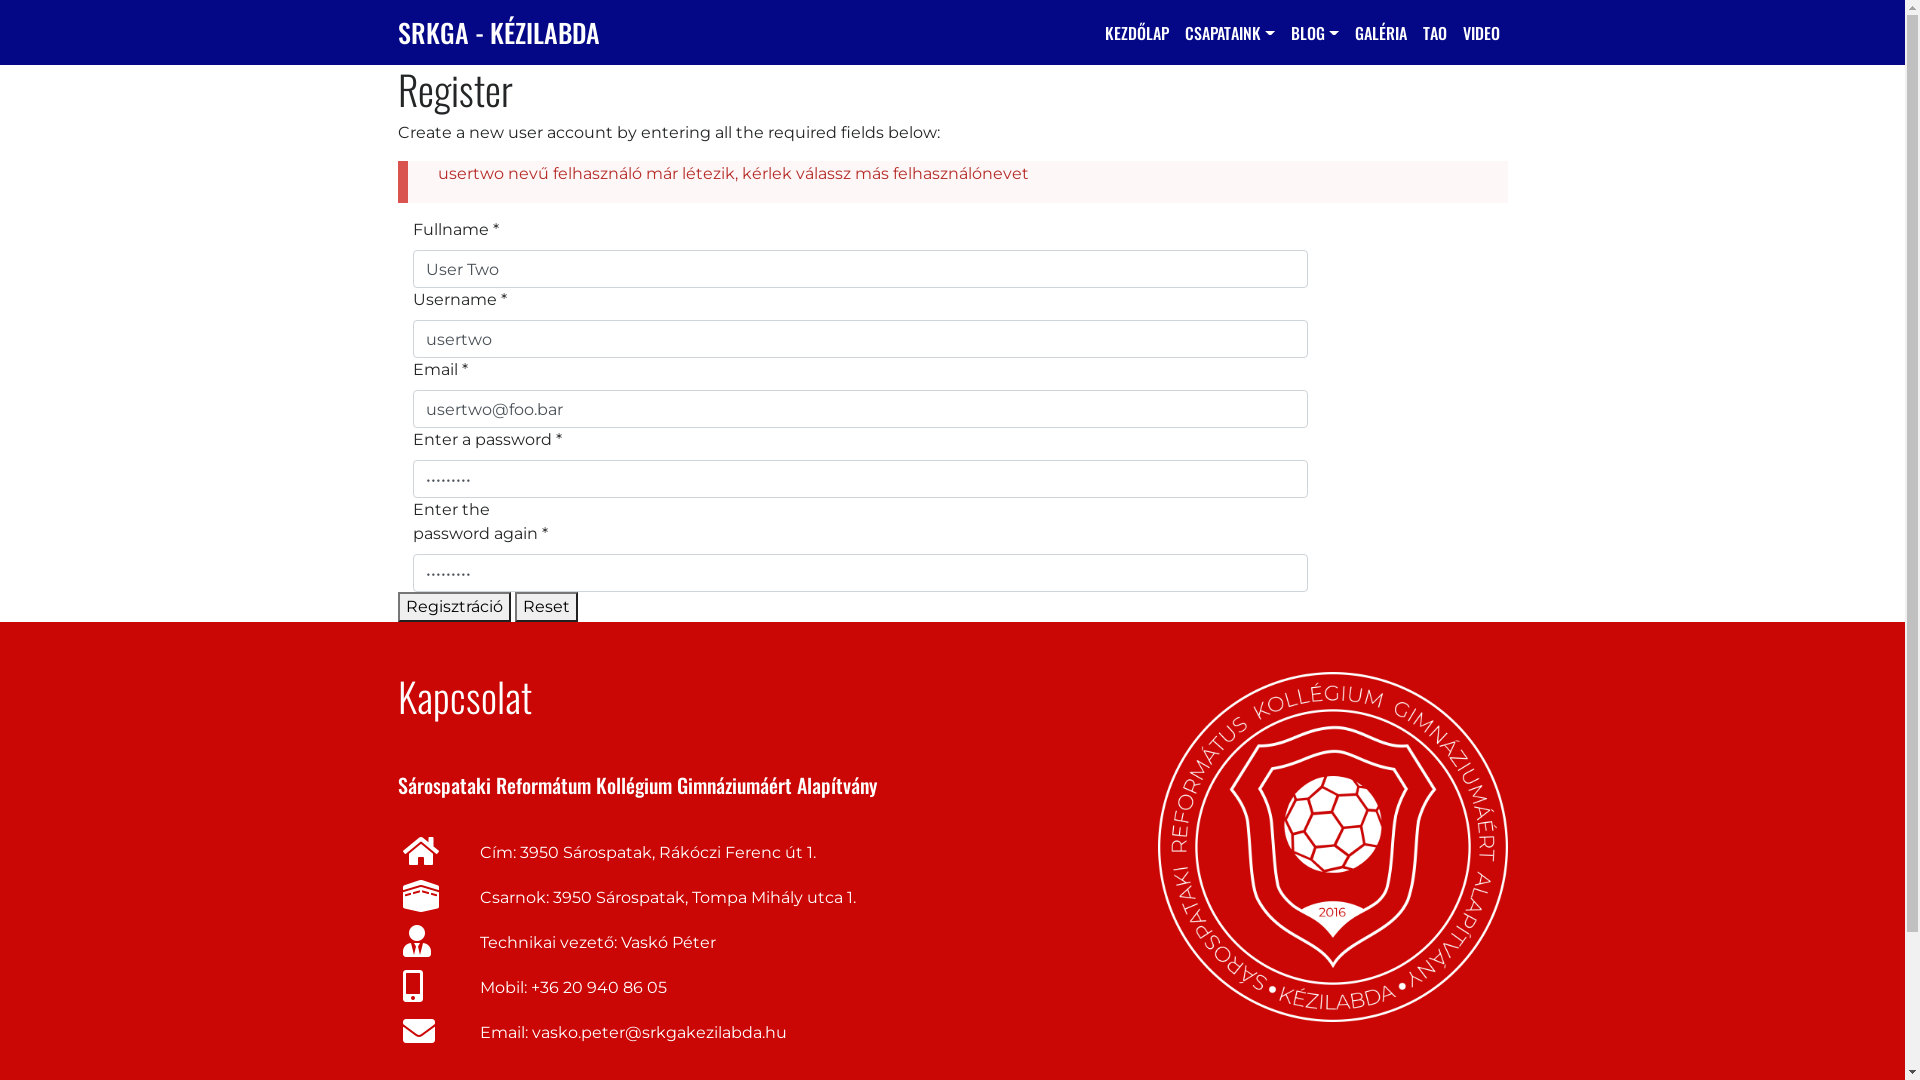 SRKGA - KÉZILABDA
KEZDŐLAP CSAPATAINK BLOG GALÉRIA TAO VIDEO
Register
Create a new user account by entering all the required fields below:
usertwo nevű felhasználó már létezik, kérlek válassz más felhasználónevet
Fullname *
User Two
Username *
usertwo
Email *
usertwo@foo.bar
Enter a password *
•••••••••
Enter the
password again *
•••••••••
Regisztráció Reset
Kapcsolat
Sárospataki Reformátum Kollégium Gimnáziumáért Alapítvány
Cím: 3950 Sárospatak, Rákóczi Ferenc út 1.
Csarnok: 3950 Sárospatak, Tompa Mihály utca 1.
Technikai vezető: Vaskó Péter
Mobil: +36 20 940 86 05
Email: vasko.peter@srkgakezilabda.hu
SÁROSPATAKI REFORMÁTUS KOLLÉGIUM GIMNÁZIUMÁÉRT ALAPÍTVÁNY
2016
• KÉZILABDA •